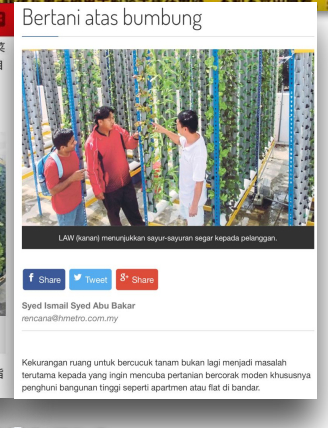 Bertani atas bumbung
LAW (kanan) menunjukkan sayur-sayuran segar kepada pelanggan.
Share
Tweet
Share
Syed Ismail Syed Abu Bakar
rencana@hmetro.com.my
Kekurangan ruang untuk bercucuk tanam bukan lagi menjadi masalah
terutama kepada yang ingin mencuba pertanian bercorak moden khususnya
penghuni bangunan tinggi seperti apartmen atau flat di bandar.